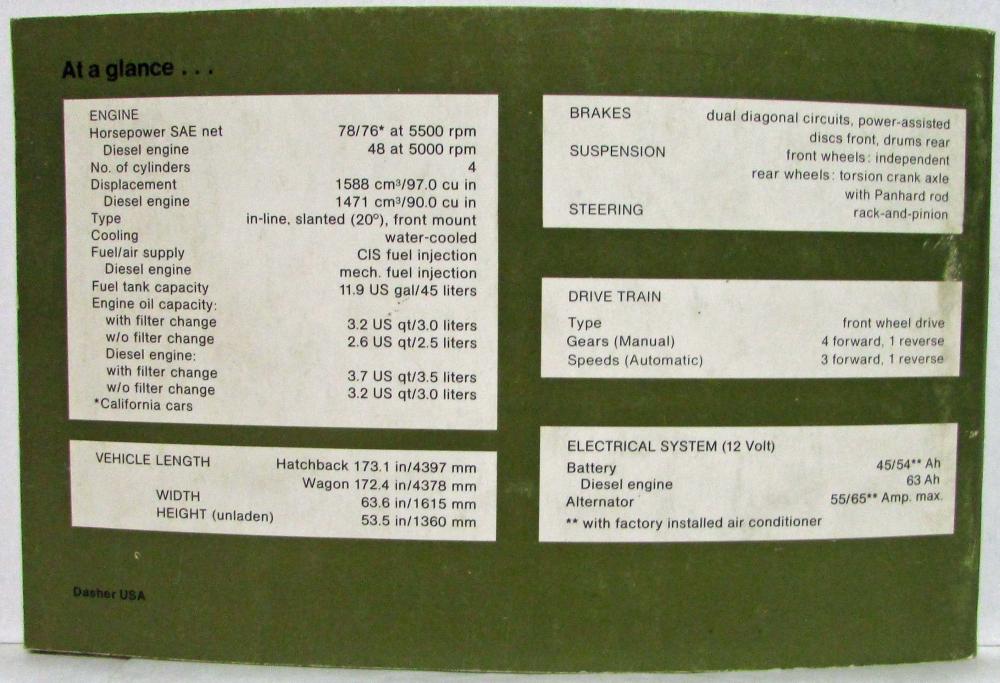 At a glance . . .
ENGINE
Horsepower SAE net 78/76* at 5500 rpm
Diesel engine 48 at 5000 rpm
No. of cylinders 4
Displacement 1588 cm³/97.0 cu in
Diesel engine 1471 cm³/90.0 cu in
Type in-line, slanted (20º), front mount
Cooling water-cooled
Fuel/air supply CIS fuel injection
Diesel engine mech. fuel injection
Fuel tank capacity 11.9 US gal/45 liters
Engine oil capacity:
with filter change 3.2 US qt/3.0 liters
w/o filter change 2.6 US qt/2.5 liters
Diesel engine:
with filter change 3.7 US qt/3.5 liters
w/o filter change 3.2 US qt/3.0 liters
*California cars
VEHICLE LENGTH Hatchback 173.1 in/4397 mm
Wagon 172.4 in/4378 mm
WIDTH 63.6 in/1615 mm
HEIGHT (unladen) 53.5 in/1360 mm
BRAKES dual diagonal circuits, power-assisted
discs front, drums rear
SUSPENSION front wheels: independent
rear wheels: torsion crank axle
with Panhard rod
STEERING rack-and-pinion
DRIVE TRAIN
Type front wheel drive
Gears (Manual) 4 forward, 1 reverse
Speeds (Automatic) 3 forward, 1 reverse
ELECTRICAL SYSTEM (12 Volt)
Battery 45/54** Ah
Diesel engine 63 Ah
Alternator 55/65** Amp. max.
** with factory installed air conditioner
Dasher USA